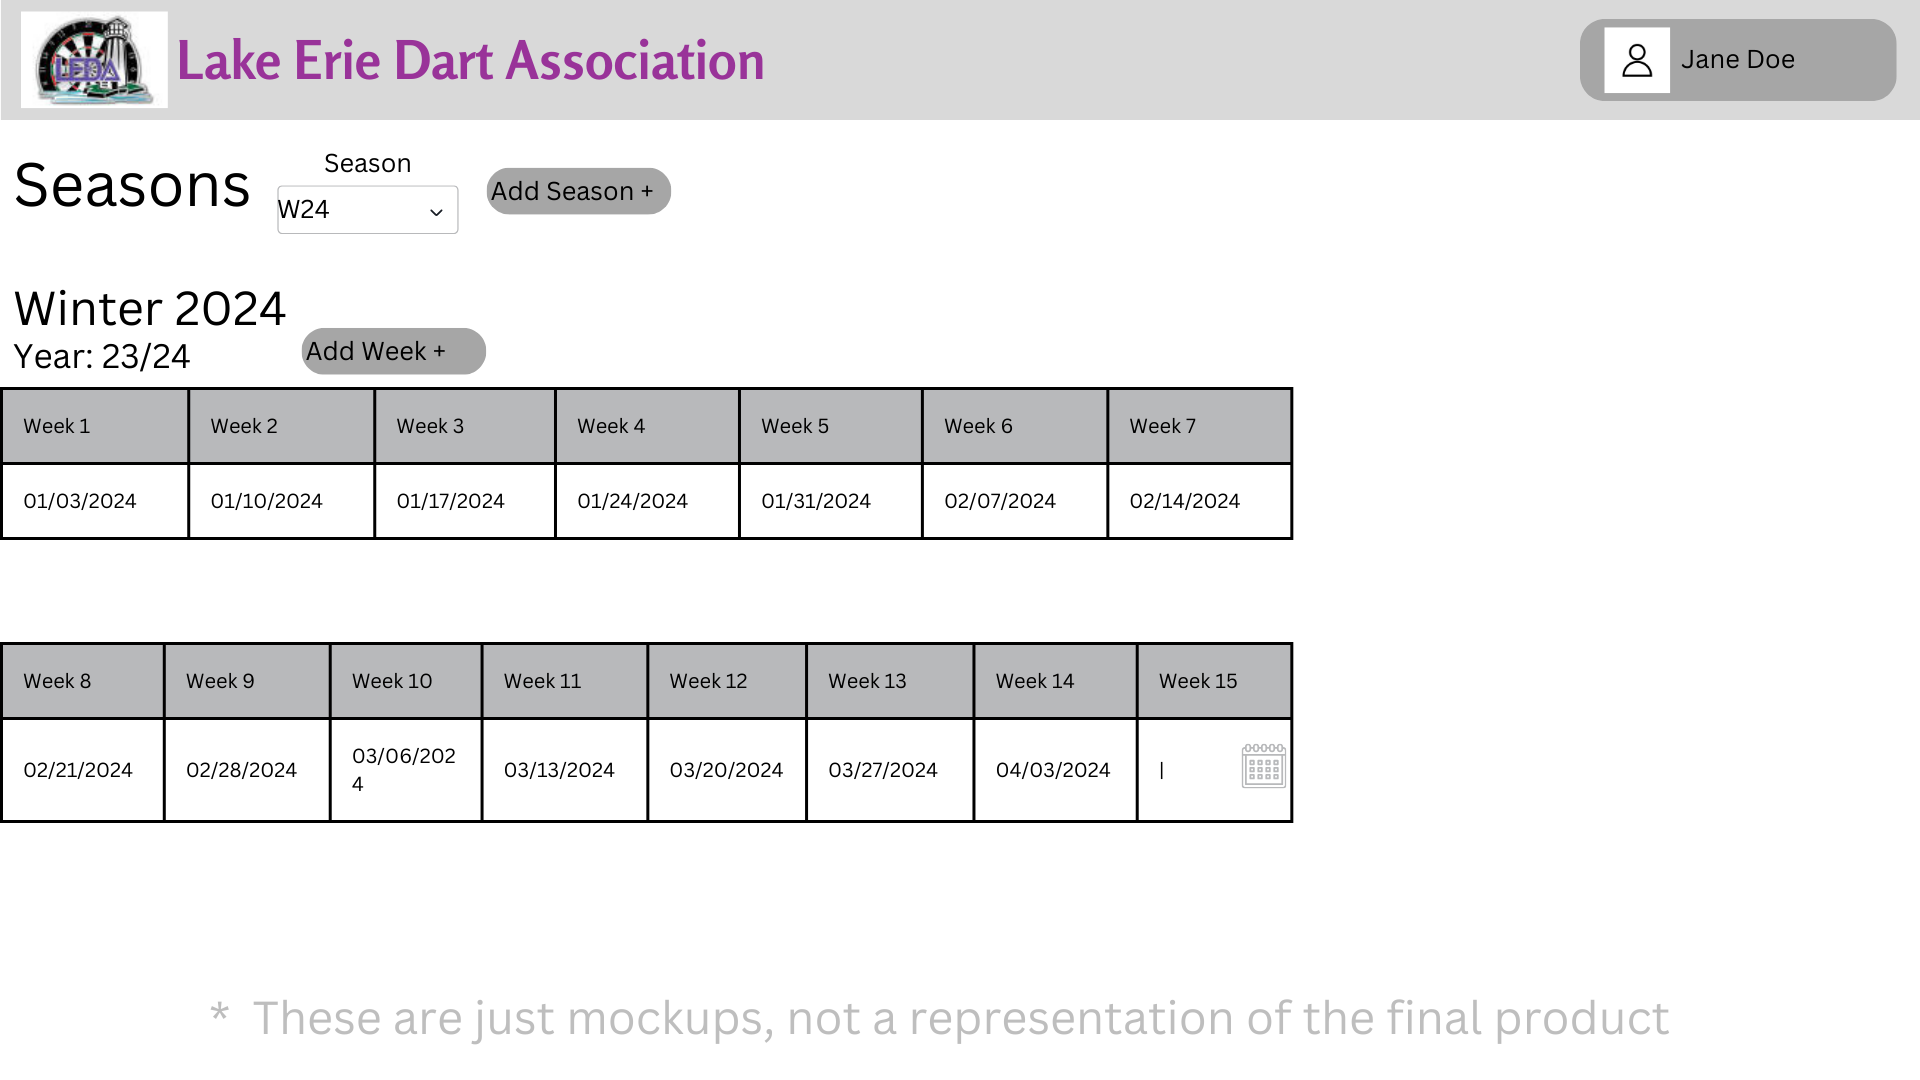 LEDA
Lake Erie Dart Association
Jane Doe
Seasons
Season
W24
Add Season +
Winter 2024
Year: 23/24
Add Week +
Week 1 Week 2 Week 3 Week 4 Week 5 Week 6 Week 7
01/03/2024 01/10/2024 01/17/2024 01/24/2024 01/31/2024 02/07/2024 02/14/2024
Week 8 Week 9 Week 10 Week 11 Week 12 Week 13 Week 14 Week 15
02/21/2024 02/28/2024 03/06/202
4 03/13/2024 03/20/2024 03/27/2024 04/03/2024 |
* These are just mockups, not a representation of the final product